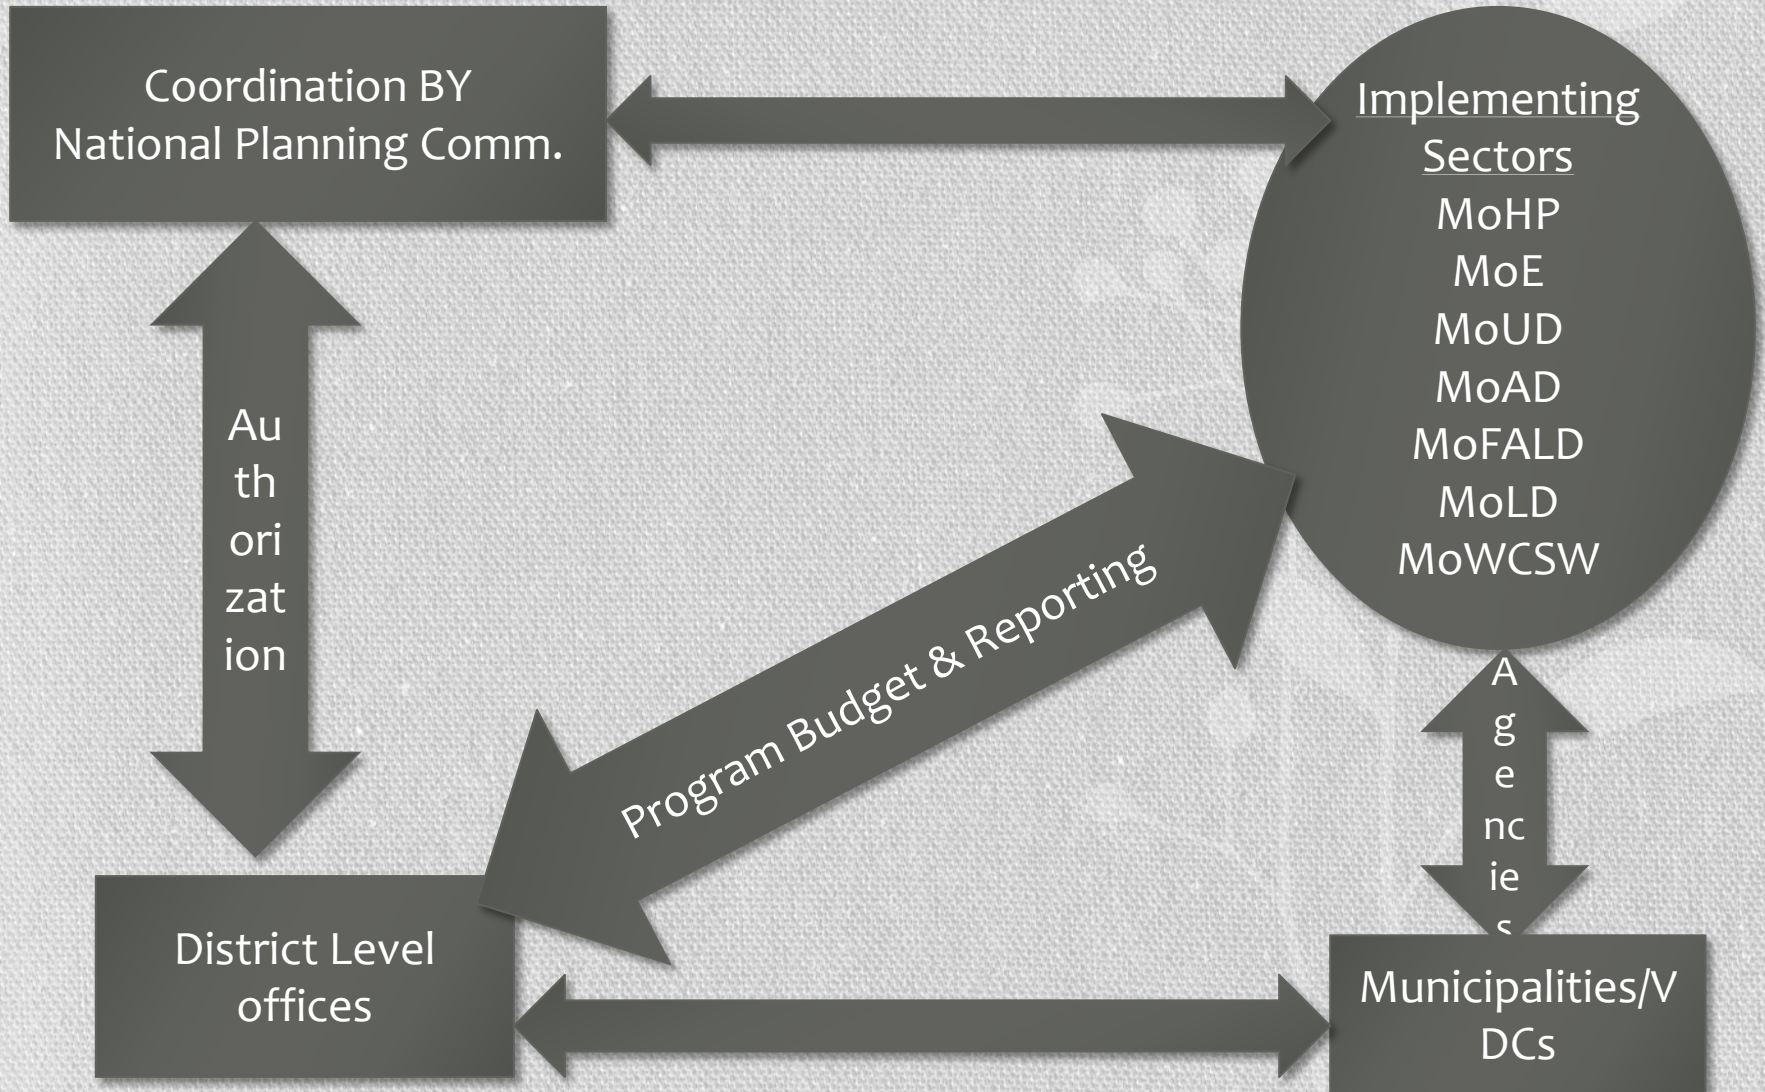 Coordination BY
National Planning Comm.
Implementing
Sectors
MoHP
MoE
MoUD
MoAD
MoFALD
MoLD
MoWCSW
Au
th
ori
zat
ion
Program Budget & Reporting
A
g
e
nc
ie
s
District Level
offices
Municipalities/V
DCs